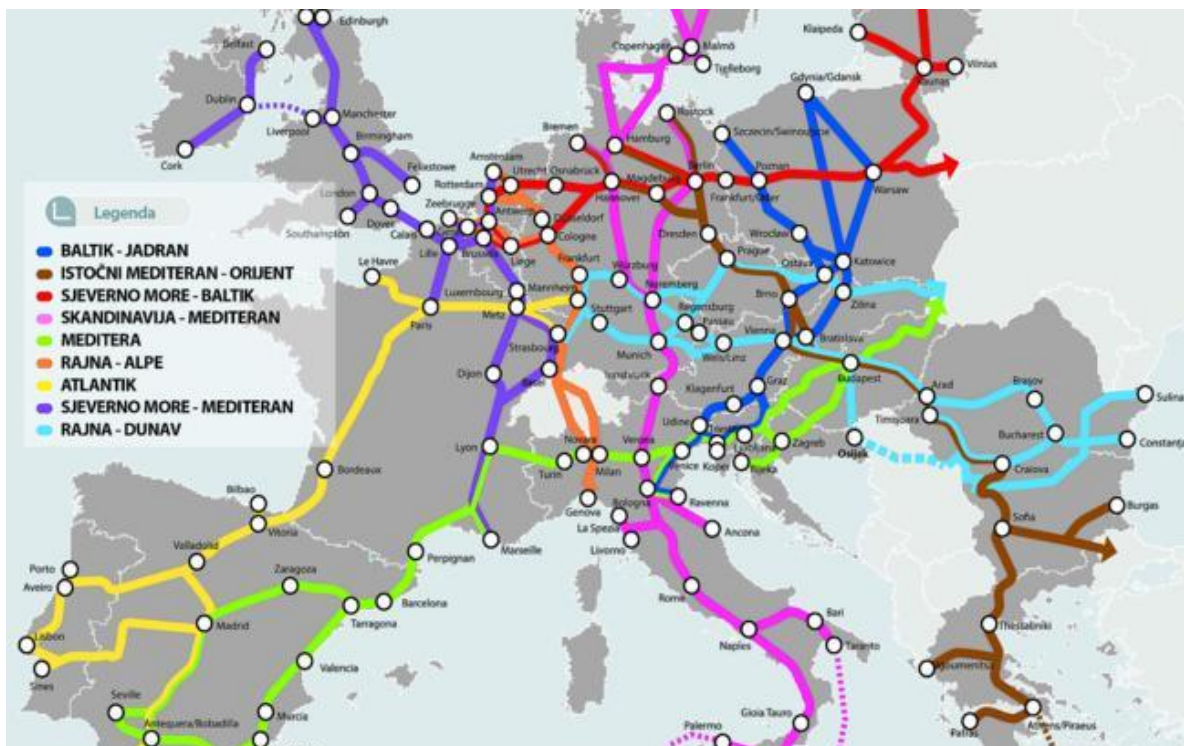 Edinburgh
Belfast
Dublin
Liverpool
Manchester
Birmingham
Cork
Felixstowe
London
Southampton
Dover
Calais
Legenda
BALTIK - JADRAN
ISTOČNI MEDITERAN - ORIJENT
SJEVERNO MORE - BALTIK
SKANDINAVIJA - MEDITERAN
MEDITERA
RAJNA - ALPE
ATLANTIK
SJEVERNO MORE - MEDITERAN
RAJNA - DUNAV
Copenhagen
Malmö
Trelleborg
Klaipeda
Vilnius
Kaunas
Gdynia/Gdansk
Rostock
Szczecin/Swinoujscie
Bremen
Hamburg
Amsterdam
Utrecht
Osnabrück
Magdeburg
Berlin
Poznan
Warsaw
Rotterdam
Hannover
Frankfurt/Oder
Zeebrugge
Antwerp
Düsseldorf
Cologne
Dresden
Wroclaw
Lille
Brussels
Liege
Frankfurt
Prague
Ostava
Katowice
Le Havre
Luxembourg
Mannheim
Würzburg
Nuremberg
Brno
Zilina
Paris
Metz
Stuttgart
Regensburg
Passau
Strasbourg
Munich
Wels/Linz
Vienna
Bratislava
Dijon
Basel
Innsbruck
Klagenfurt
Graz
Budapest
Arad
Brașov
Sulina
Timișoara
Udine
Lyon
Novara
Verona
Venice
Trieste
Ljubljana
Zagreb
Osijek
Bucharest
Constanța
Turin
Milan
Koper
Rijeka
Craiova
Bordeaux
Genova
Bologna
Ravenna
Bilbao
Vitoria
La Spezia
Ancona
Sofia
Burgas
Marseille
Livorno
Valladolid
Perpignan
Porto
Aveiro
Zaragoza
Barcelona
Tarragona
Rome
Lisbon
Madrid
Bari
Naples
Taranto
Thessaloniki
Sines
Valencia
Igoumenitsa
Seville
Murcia
Antequera/Bobadilla
Gioia Tauro
Palermo
Patras
Athens/Piraeus